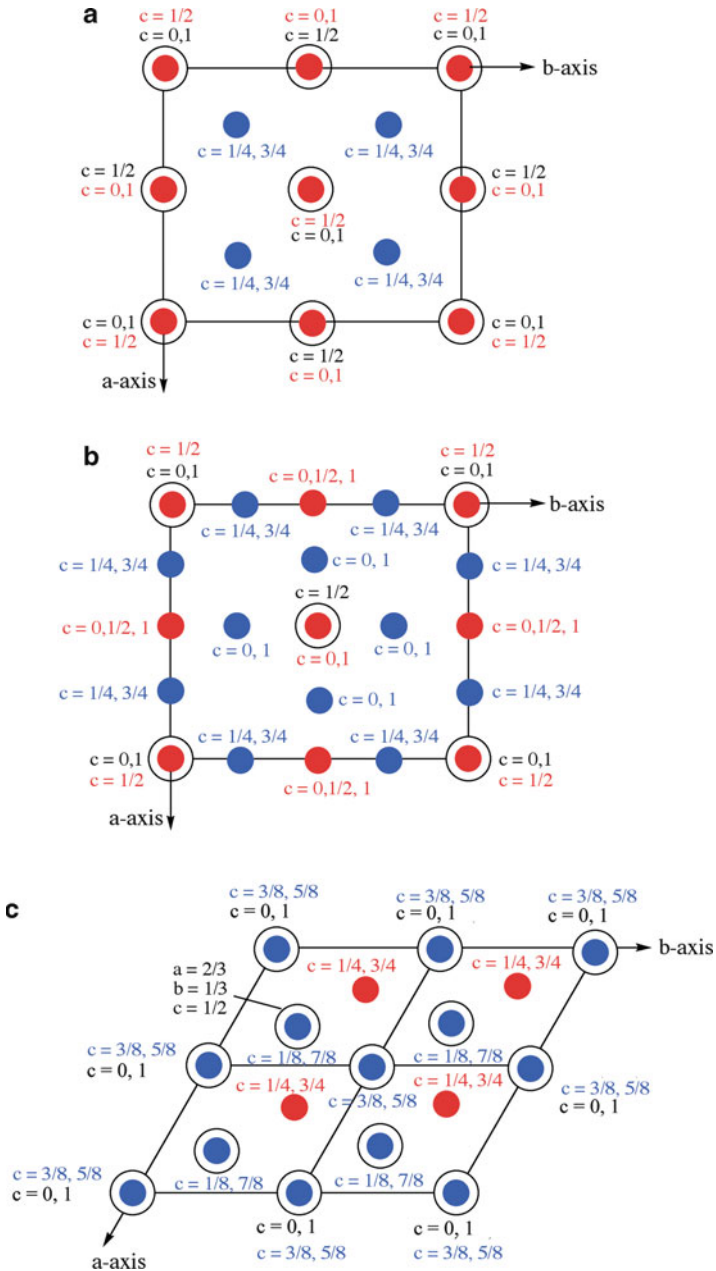 a
c = 1/2
c = 0,1
c = 0,1
c = 1/2
c = 1/2
c = 0,1
b-axis
c = 1/4, 3/4
c = 1/4, 3/4
c = 1/2
c = 0,1
c = 1/2
c = 0,1
c = 1/2
c = 0,1
c = 1/4, 3/4
c = 1/4, 3/4
c = 0,1
c = 1/2
c = 1/2
c = 0,1
c = 0,1
c = 1/2
a-axis
b
c = 1/2
c = 0,1
c = 0,1/2, 1
c = 1/2
c = 0,1
b-axis
c = 1/4, 3/4
c = 1/4, 3/4
c = 1/4, 3/4
c = 0, 1
c = 1/4, 3/4
c = 1/2
c = 0,1/2, 1
c = 0, 1
c = 0,1
c = 0, 1
c = 0,1/2, 1
c = 1/4, 3/4
c = 0, 1
c = 1/4, 3/4
c = 1/4, 3/4
c = 1/4, 3/4
c = 0,1
c = 1/2
c = 0,1/2, 1
c = 0,1
c = 1/2
a-axis
c
c = 3/8, 5/8
c = 0, 1
c = 3/8, 5/8
c = 0, 1
c = 3/8, 5/8
c = 0, 1
b-axis
c = 1/4, 3/4
c = 1/4, 3/4
a = 2/3
b = 1/3
c = 1/2
c = 3/8, 5/8
c = 0, 1
c = 1/8, 7/8
c = 1/8, 7/8
c = 1/4, 3/4
c = 1/4, 3/4
c = 3/8, 5/8
c = 3/8, 5/8
c = 0, 1
c = 3/8, 5/8
c = 0, 1
c = 1/8, 7/8
c = 1/8, 7/8
c = 0, 1
c = 3/8, 5/8
c = 0, 1
c = 3/8, 5/8
a-axis